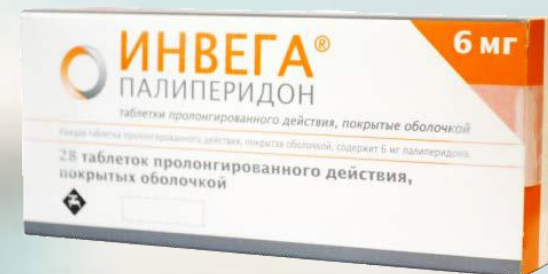 ИНВЕГА®
6 мг
ПАЛИПЕРИДОН
таблетки пролонгированного действия, покрытые оболочкой
Каждая таблетка пролонгированного действия, покрытая оболочкой, содержит 6 мг палиперидона
28 таблеток пролонгированного действия,
покрытых оболочкой